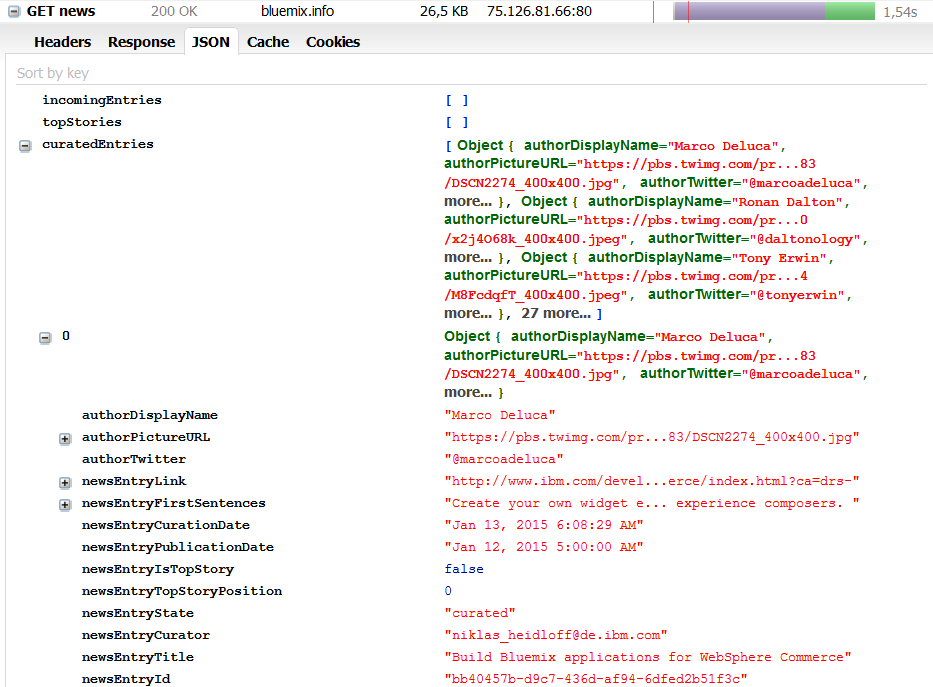 GET news 200 OK bluemix.info 26,5 KB 75.126.81.66:80 1,54s
Headers Response JSON Cache Cookies
Sort by key
incomingEntries [ ]
topStories [ ]
curatedEntries [ Object { authorDisplayName="Marco Deluca",
authorPictureURL="https://pbs.twimg.com/pr...83
/DSCN2274_400x400.jpg", authorTwitter="@marcoadeluca",
more... }, Object { authorDisplayName="Ronan Dalton",
authorPictureURL="https://pbs.twimg.com/pr...0
/x2j4O68k_400x400.jpeg", authorTwitter="@daltonology",
more... }, Object { authorDisplayName="Tony Erwin",
authorPictureURL="https://pbs.twimg.com/pr...4
/M8FcdqfT_400x400.jpeg", authorTwitter="@tonyerwin",
more... }, 27 more... ]
0 Object { authorDisplayName="Marco Deluca",
authorPictureURL="https://pbs.twimg.com/pr...83
/DSCN2274_400x400.jpg", authorTwitter="@marcoadeluca",
more... }
authorDisplayName "Marco Deluca"
authorPictureURL "https://pbs.twimg.com/pr...83/DSCN2274_400x400.jpg"
authorTwitter "@marcoadeluca"
newsEntryLink "http://www.ibm.com/devel...erce/index.html?ca=drs-"
newsEntryFirstSentences "Create your own widget e... experience composers. "
newsEntryCurationDate "Jan 13, 2015 6:08:29 AM"
newsEntryPublicationDate "Jan 12, 2015 5:00:00 AM"
newsEntryIsTopStory false
newsEntryTopStoryPosition 0
newsEntryState "curated"
newsEntryCurator "niklas_heidloff@de.ibm.com"
newsEntryTitle "Build Bluemix applications for WebSphere Commerce"
newsEntryId "bb40457b-d9c7-436d-af94-6dfed2b51f3c"